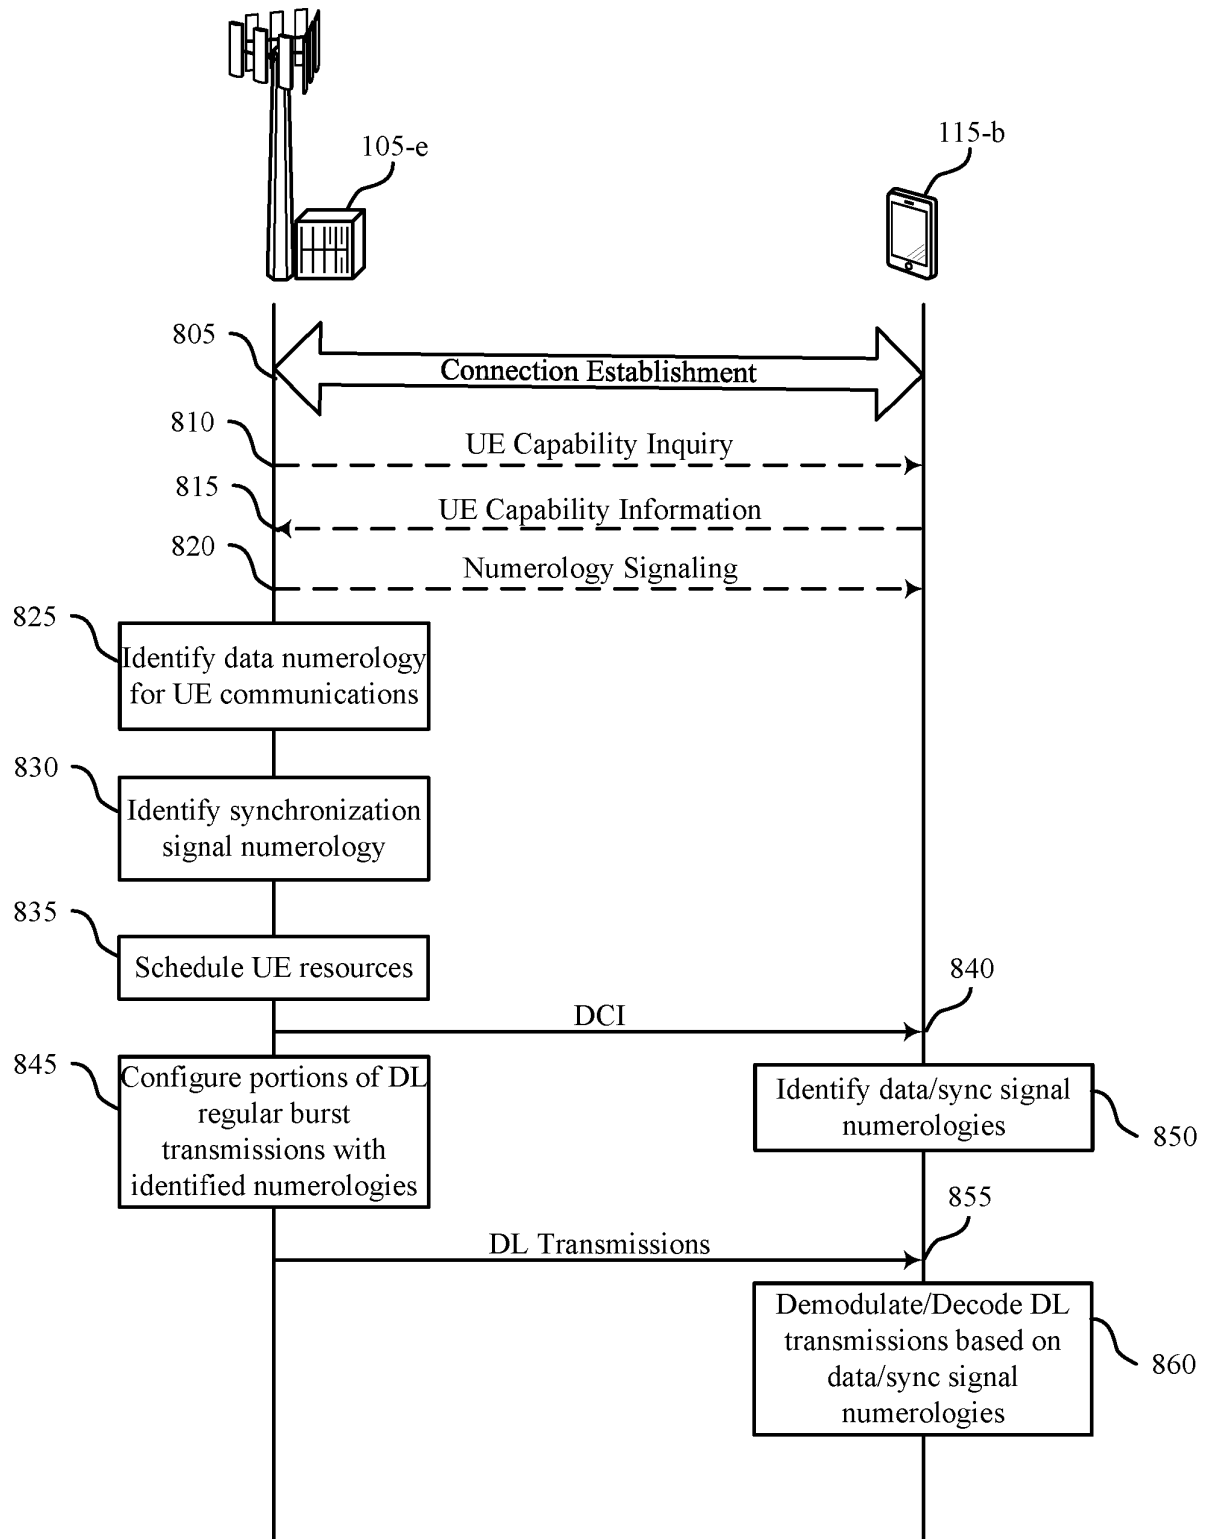 105-e
115-b
805
Connection Establishment
810
UE Capability Inquiry
815
UE Capability Information
820
Numerology Signaling
825
Identify data numerology
for UE communications
830
Identify synchronization
signal numerology
835
Schedule UE resources
840
DCI
845
Configure portions of DL
regular burst
transmissions with
identified numerologies
Identify data/sync signal
numerologies
850
855
DL Transmissions
Demodulate/Decode DL
transmissions based on
data/sync signal
numerologies
860